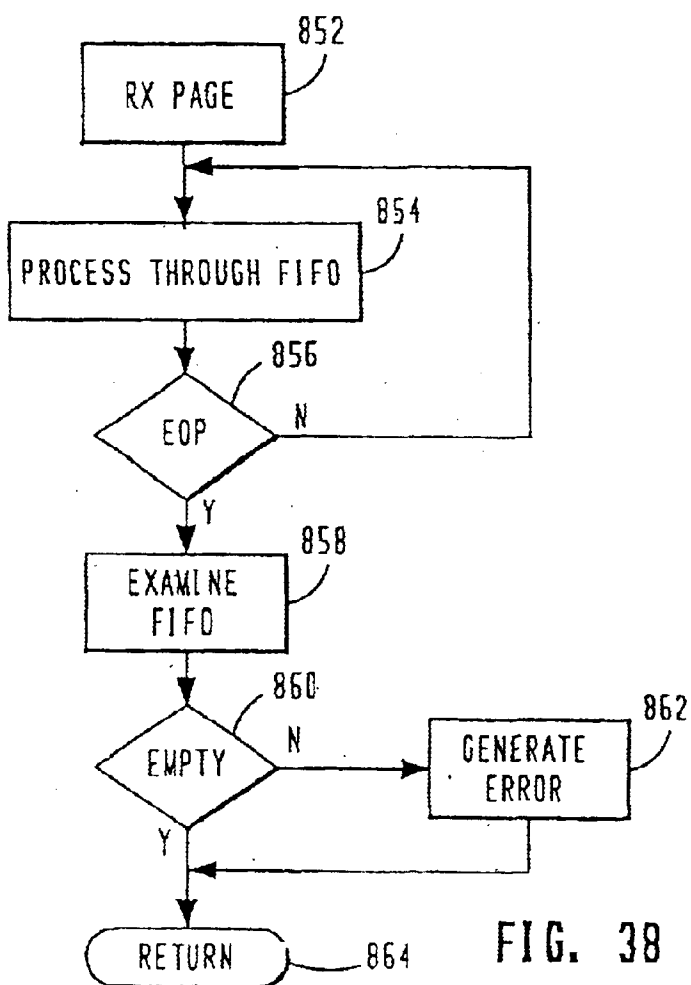 852
RX PAGE
854
PROCESS THROUGH FIFO
856
EOP
N
Y
858
EXAMINE
FIFO
860
EMPTY
N
862
GENERATE
ERROR
Y
RETURN
864
FIG. 38